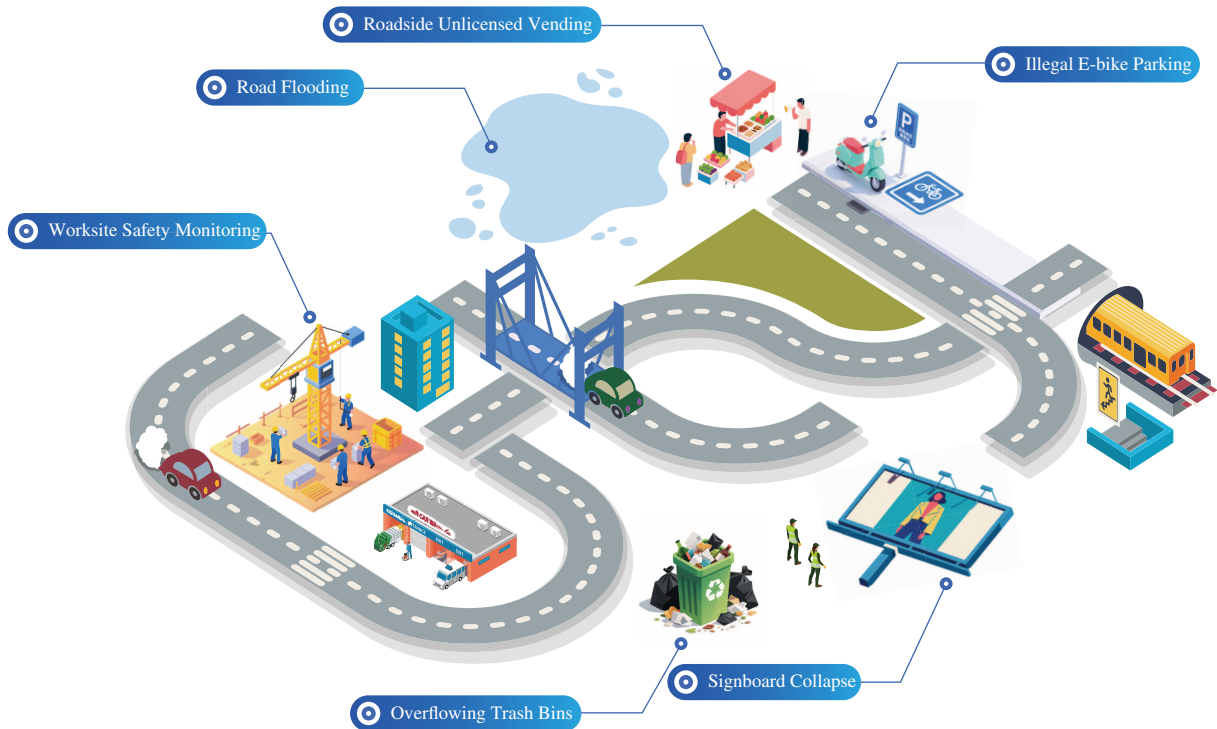 Roadside Unlicensed Vending
Illegal E-bike Parking
Road Flooding
P
Worksite Safety Monitoring
Signboard Collapse
Overflowing Trash Bins